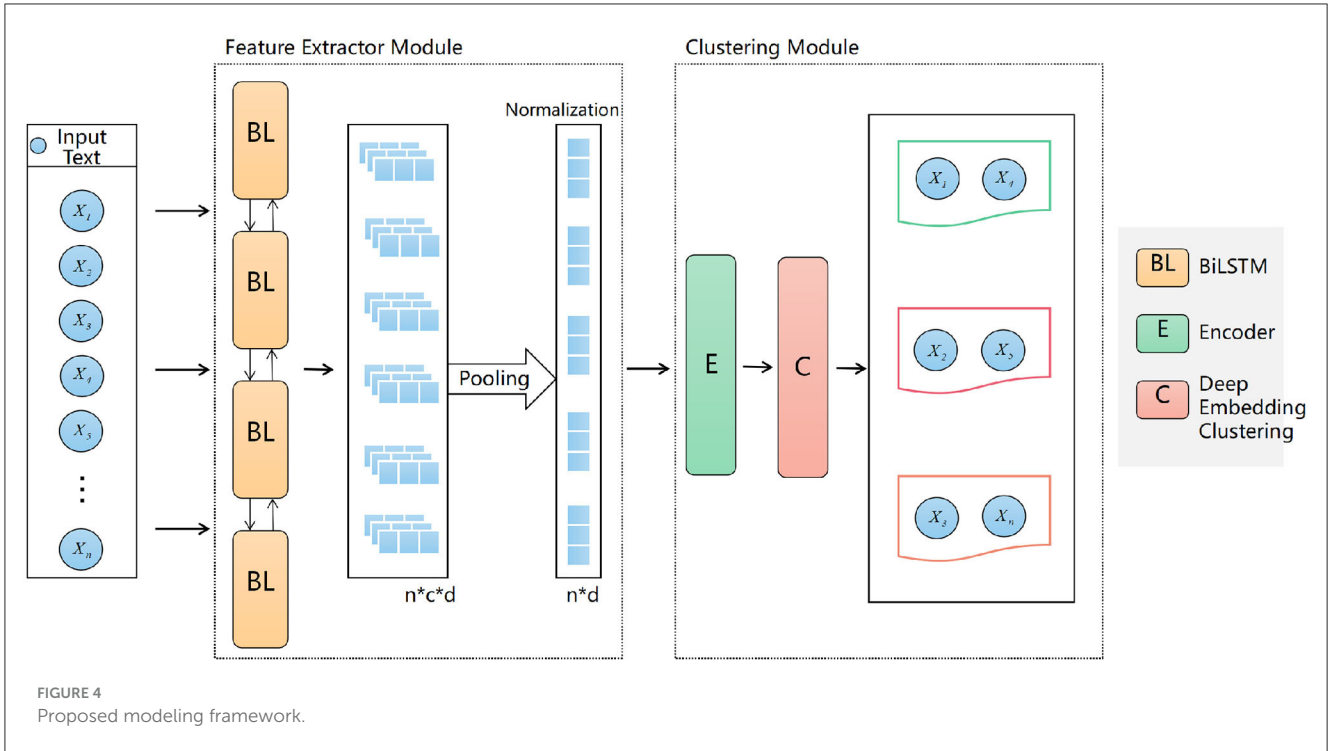 Feature Extractor Module
Clustering Module
Normalization
Input
Text
X1
X2
X3
X4
X5
⋮
Xn
BL
BL
BL
BL
Pooling
n*c*d
n*d
E
C
X1 X4
X2 X5
X3 Xn
BL BiLSTM
E Encoder
C Deep
Embedding
Clustering
FIGURE 4
Proposed modeling framework.